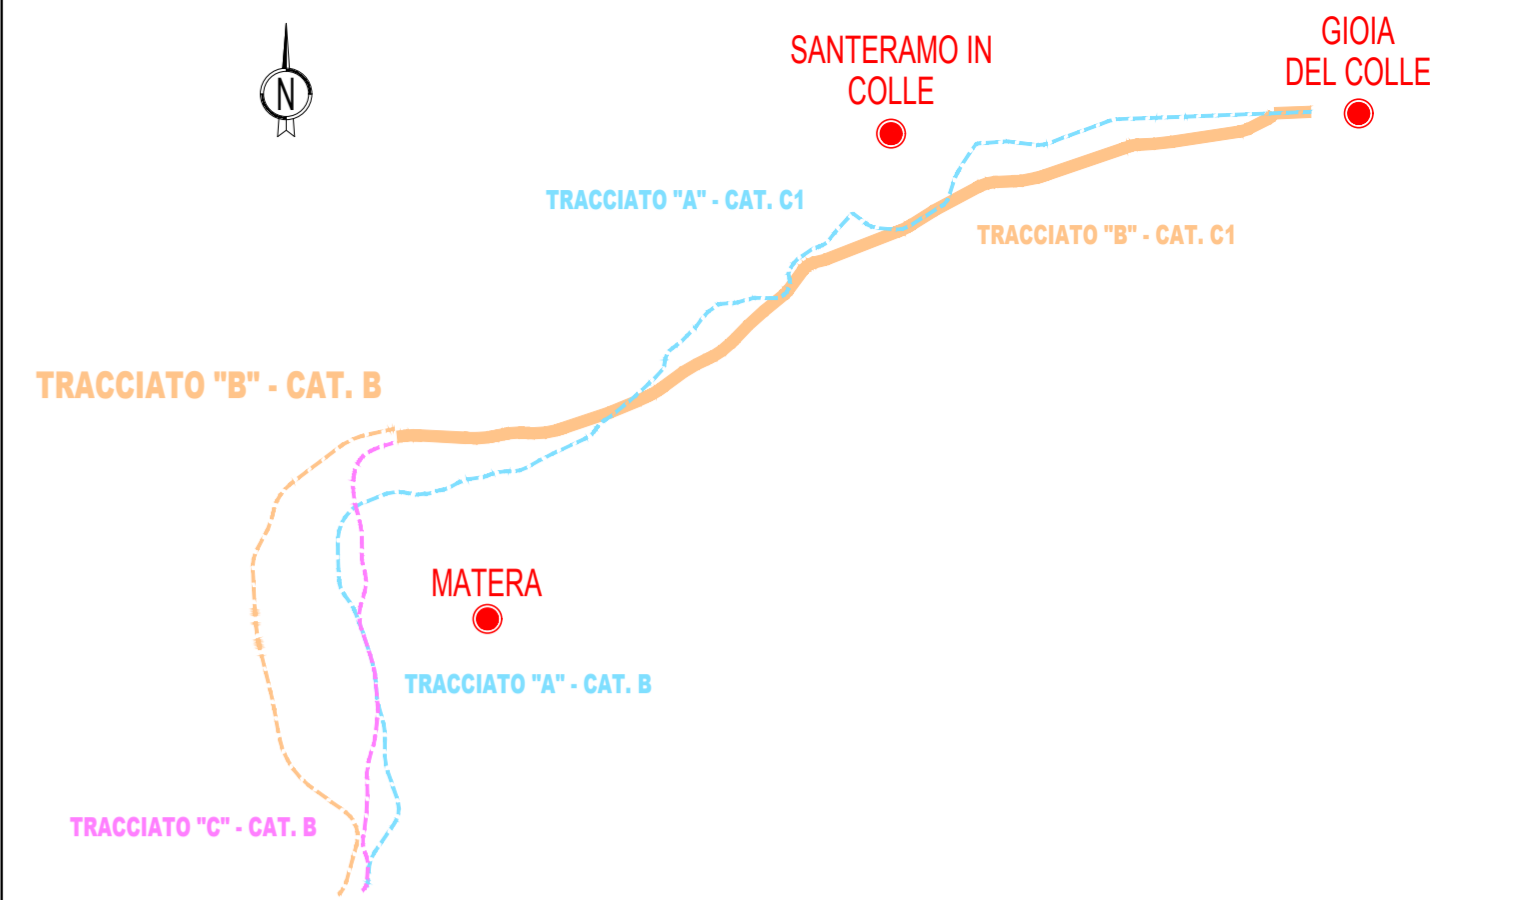 GIOIA
DEL COLLE
SANTERAMO IN
COLLE
N
TRACCIATO "A" - CAT. C1
TRACCIATO "B" - CAT. C1
TRACCIATO "B" - CAT. B
MATERA
TRACCIATO "A" - CAT. B
TRACCIATO "C" - CAT. B